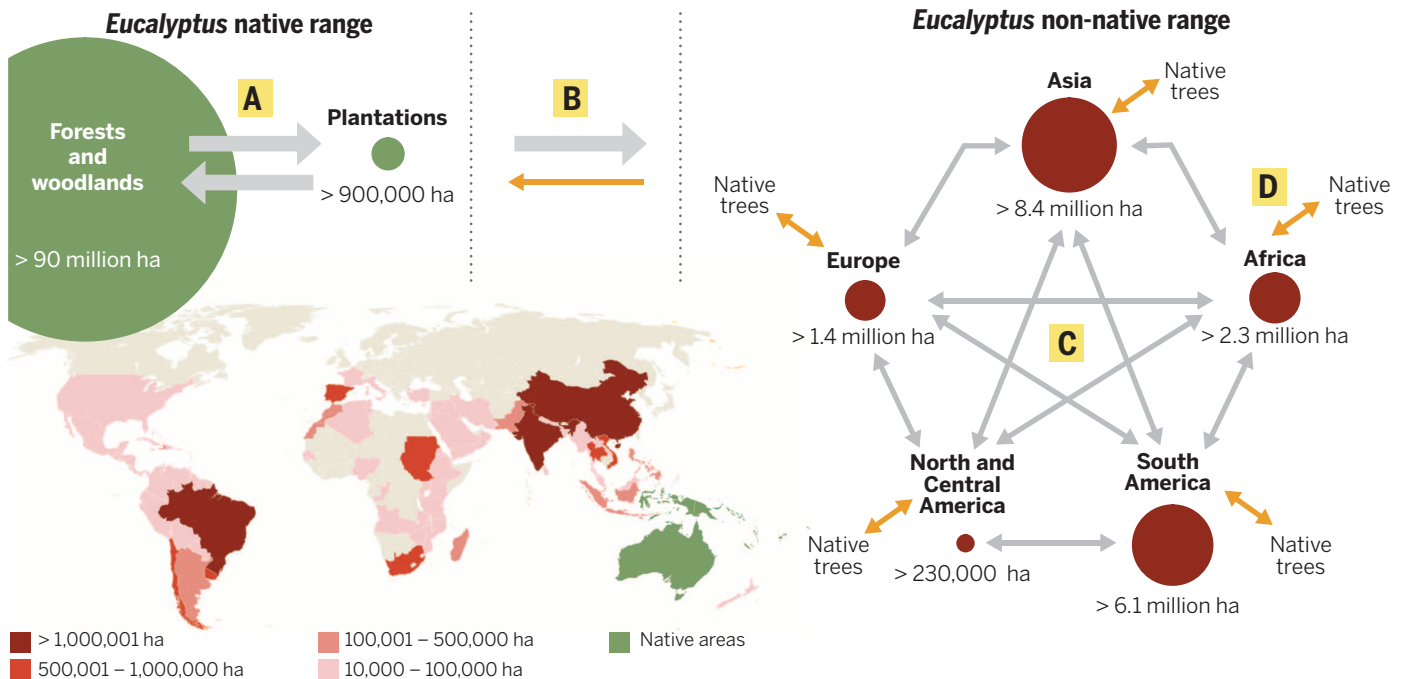 Eucalyptus native range
A
B
Forests
and
woodlands
> 90 million ha
Plantations
> 900,000 ha
Eucalyptus non-native range
Asia
> 8.4 million ha
Native
trees
Native
trees
Europe
> 1.4 million ha
D
Native
trees
Africa
> 2.3 million ha
C
North and
Central
America
> 230,000 ha
Native
trees
South
America
> 6.1 million ha
Native
trees
> 1,000,001 ha
500,001 – 1,000,000 ha
100,001 – 500,000 ha
10,000 – 100,000 ha
Native areas